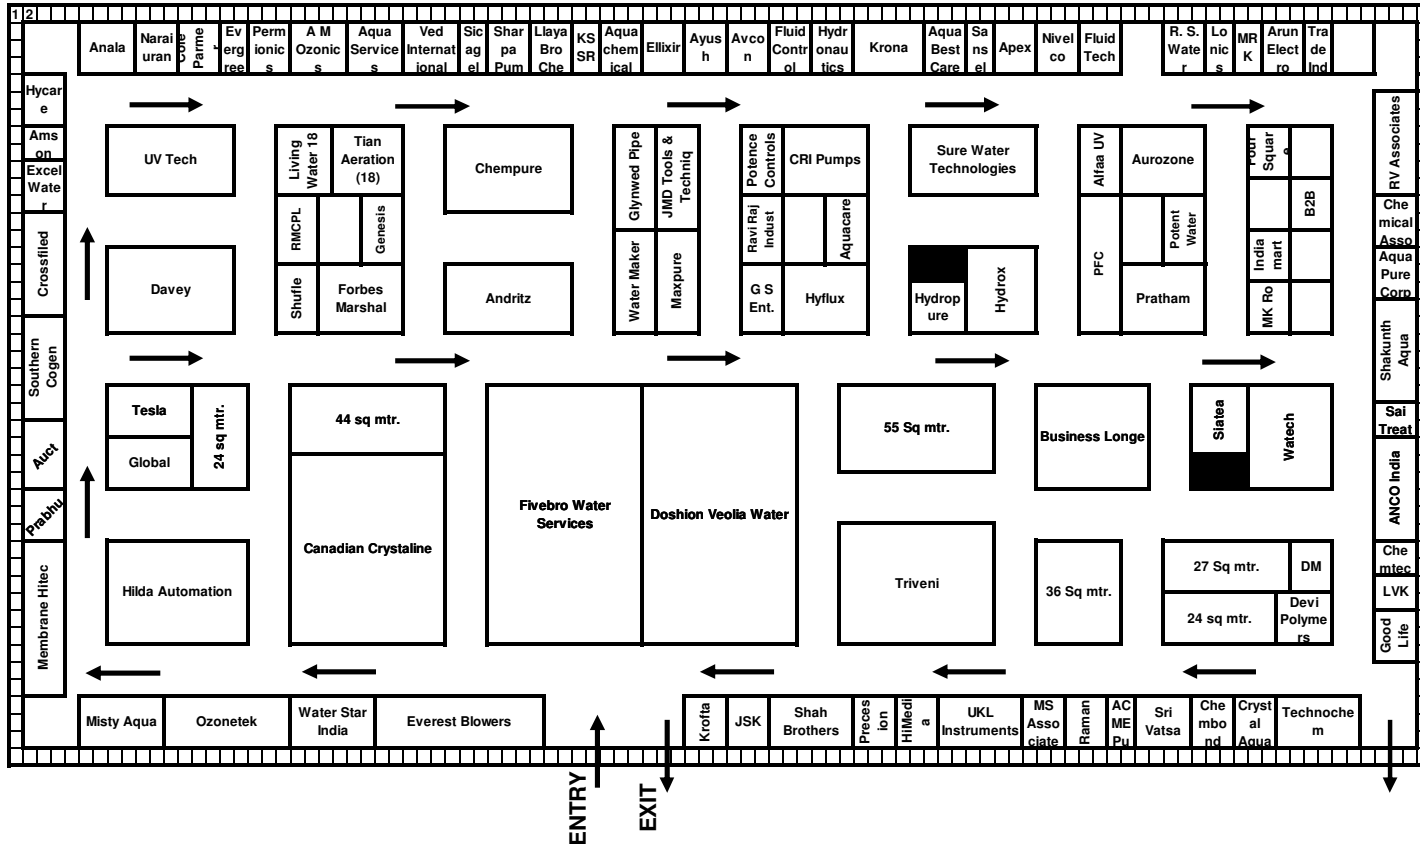 1 2
Anala
Narai
uran
Cole
Parme
r
Ev
erg
ree
Perm
ionic
s
A M
Ozonic
s
Aqua
Service
s
Ved
Internat
ional
Sic
ag
el
Shar
pa
Pum
Llaya
Bro
Che
KS
SR
Aqua
chem
ical
Ellixir
Ayus
h
Avco
n
Fluid
Contr
ol
Hydr
onau
tics
Krona
Aqua
Best
Care
Sa
ns
el
Apex
Nivel
co
Fluid
Tech
R. S.
Wate
r
Lo
nic
s
MR
K
Arun
Elect
ro
Tra
de
Ind
Hycar
e
Ams
on
Excel
Wate
r
Crossfiled
Southern
Cogen
Auct
Prabhu
Membrane Hitec
UV Tech
Living
Water 18
Tian
Aeration
(18)
RMCPL
Genesis
Shufle
Forbes
Marshal
Chempure
Glynwed Pipe
JMD Tools &
Techniq
Water Maker
Maxpure
Potence
Controls
CRI Pumps
Ravi Raj
Indust
Aquacare
G S
Ent.
Hyflux
Sure Water
Technologies
Hydrop
ure
Hydrox
Alfaa UV
Aurozone
PFC
Potent
Water
Pratham
Four
Squar
e
B2B
India
mart
MK Ro
RV Associates
Che
mical
Asso
Aqua
Pure
Corp
Shakunth
Aqua
Sai
Treat
ANCO India
Che
mtec
LVK
Good
Life
Davey
Andritz
Tesla
Global
24 sq mtr.
44 sq mtr.
Canadian Crystaline
Fivebro Water
Services
Doshion Veolia Water
55 Sq mtr.
Business Longe
Slatea
Watech
Hilda Automation
Triveni
36 Sq mtr.
27 Sq mtr.
DM
24 sq mtr.
Devi
Polyme
rs
Misty Aqua
Ozonetek
Water Star
India
Everest Blowers
Krofta
JSK
Shah
Brothers
Preces
ion
HiMedi
a
UKL
Instruments
MS
Asso
ciate
Raman
AC
ME
Pu
Sri
Vatsa
Che
mbo
nd
Cryst
al
Aqua
Technoche
m
ENTRY
EXIT